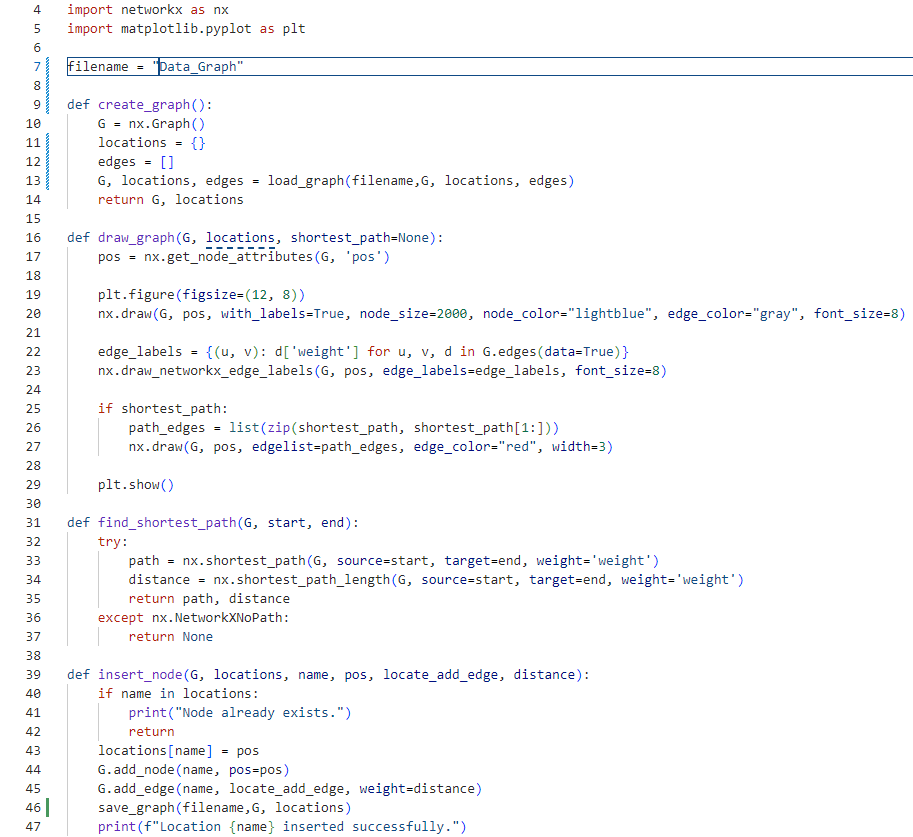 4 import networkx as nx
5 import matplotlib.pyplot as plt
6
7 filename = "Data_Graph"
8
9 def create_graph():
10     G = nx.Graph()
11     locations = {}
12     edges = []
13     G, locations, edges = load_graph(filename,G, locations, edges)
14     return G, locations
15
16 def draw_graph(G, locations, shortest_path=None):
17     pos = nx.get_node_attributes(G, 'pos')
18
19     plt.figure(figsize=(12, 8))
20     nx.draw(G, pos, with_labels=True, node_size=2000, node_color="lightblue", edge_color="gray", font_size=8)
21
22     edge_labels = {(u, v): d['weight'] for u, v, d in G.edges(data=True)}
23     nx.draw_networkx_edge_labels(G, pos, edge_labels=edge_labels, font_size=8)
24
25     if shortest_path:
26         path_edges = list(zip(shortest_path, shortest_path[1:]))
27         nx.draw(G, pos, edgelist=path_edges, edge_color="red", width=3)
28
29     plt.show()
30
31 def find_shortest_path(G, start, end):
32     try:
33         path = nx.shortest_path(G, source=start, target=end, weight='weight')
34         distance = nx.shortest_path_length(G, source=start, target=end, weight='weight')
35         return path, distance
36     except nx.NetworkXNoPath:
37         return None
38
39 def insert_node(G, locations, name, pos, locate_add_edge, distance):
40     if name in locations:
41         print("Node already exists.")
42         return
43     locations[name] = pos
44     G.add_node(name, pos=pos)
45     G.add_edge(name, locate_add_edge, weight=distance)
46     save_graph(filename,G, locations)
47     print(f"Location {name} inserted successfully.")